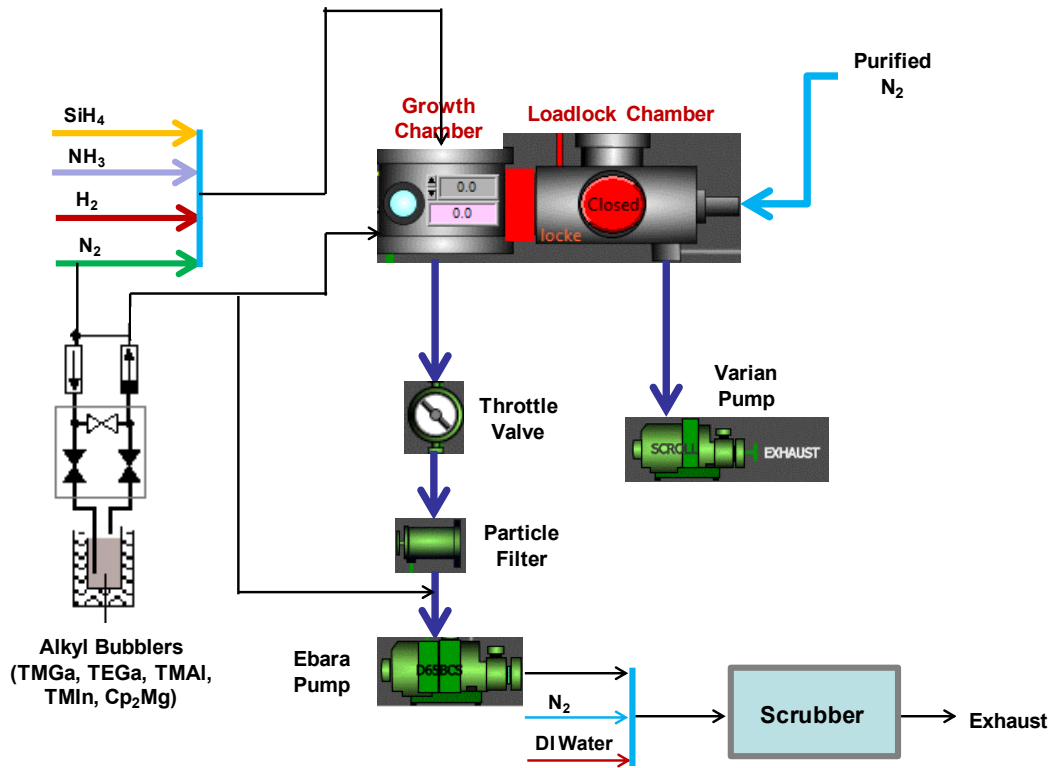 SiH4
NH3
H2
N2
Growth
Chamber
Loadlock Chamber
Purified
N2
0.0
0.0
Closed
locke
Throttle
Valve
Varian
Pump
SCROLL
EXHAUST
Particle
Filter
Alkyl Bubblers
(TMGa, TEGa, TMAl,
TMIn, Cp2Mg)
Ebara
Pump
D65BCS
N2
DI Water
Scrubber
Exhaust